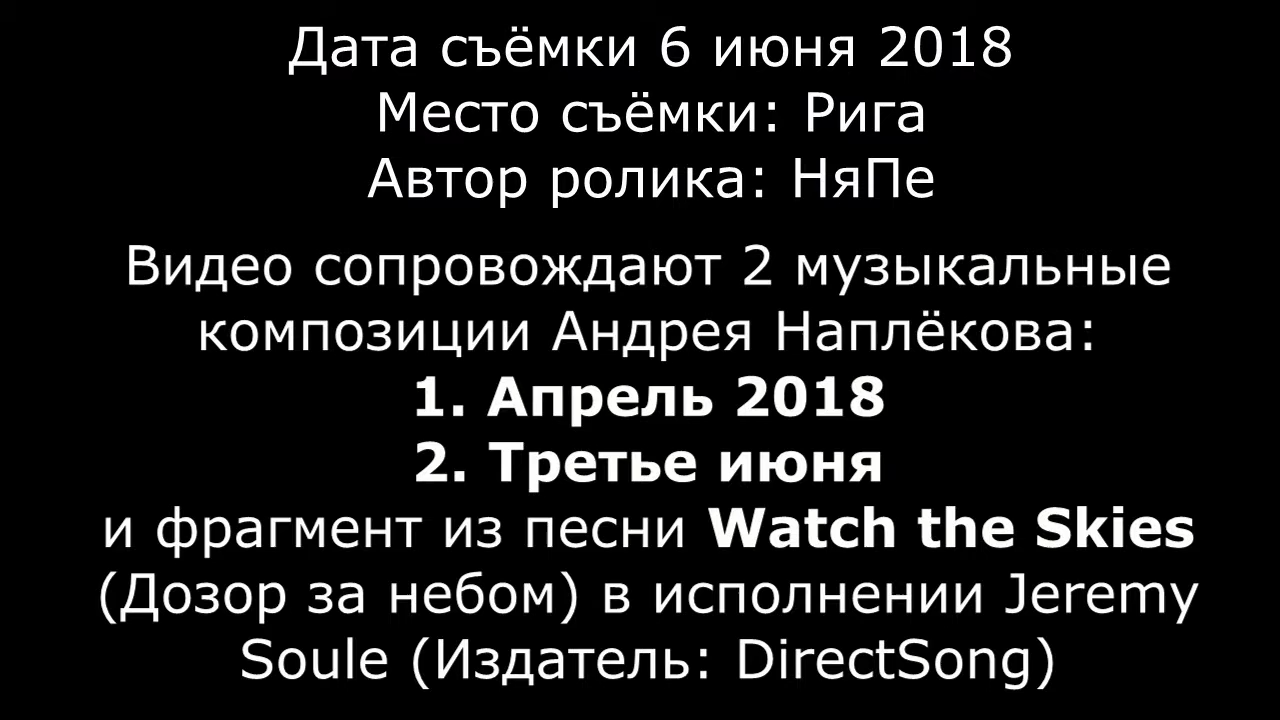 Дата съёмки 6 июня 2018
Место съёмки: Рига
Автор ролика: НяПе
Видео сопровождают 2 музыкальные
композиции Андрея Наплёкова:
1. Апрель 2018
2. Третье июня
и фрагмент из песни Watch the Skies
(Дозор за небом) в исполнении Jeremy
Soule (Издатель: DirectSong)